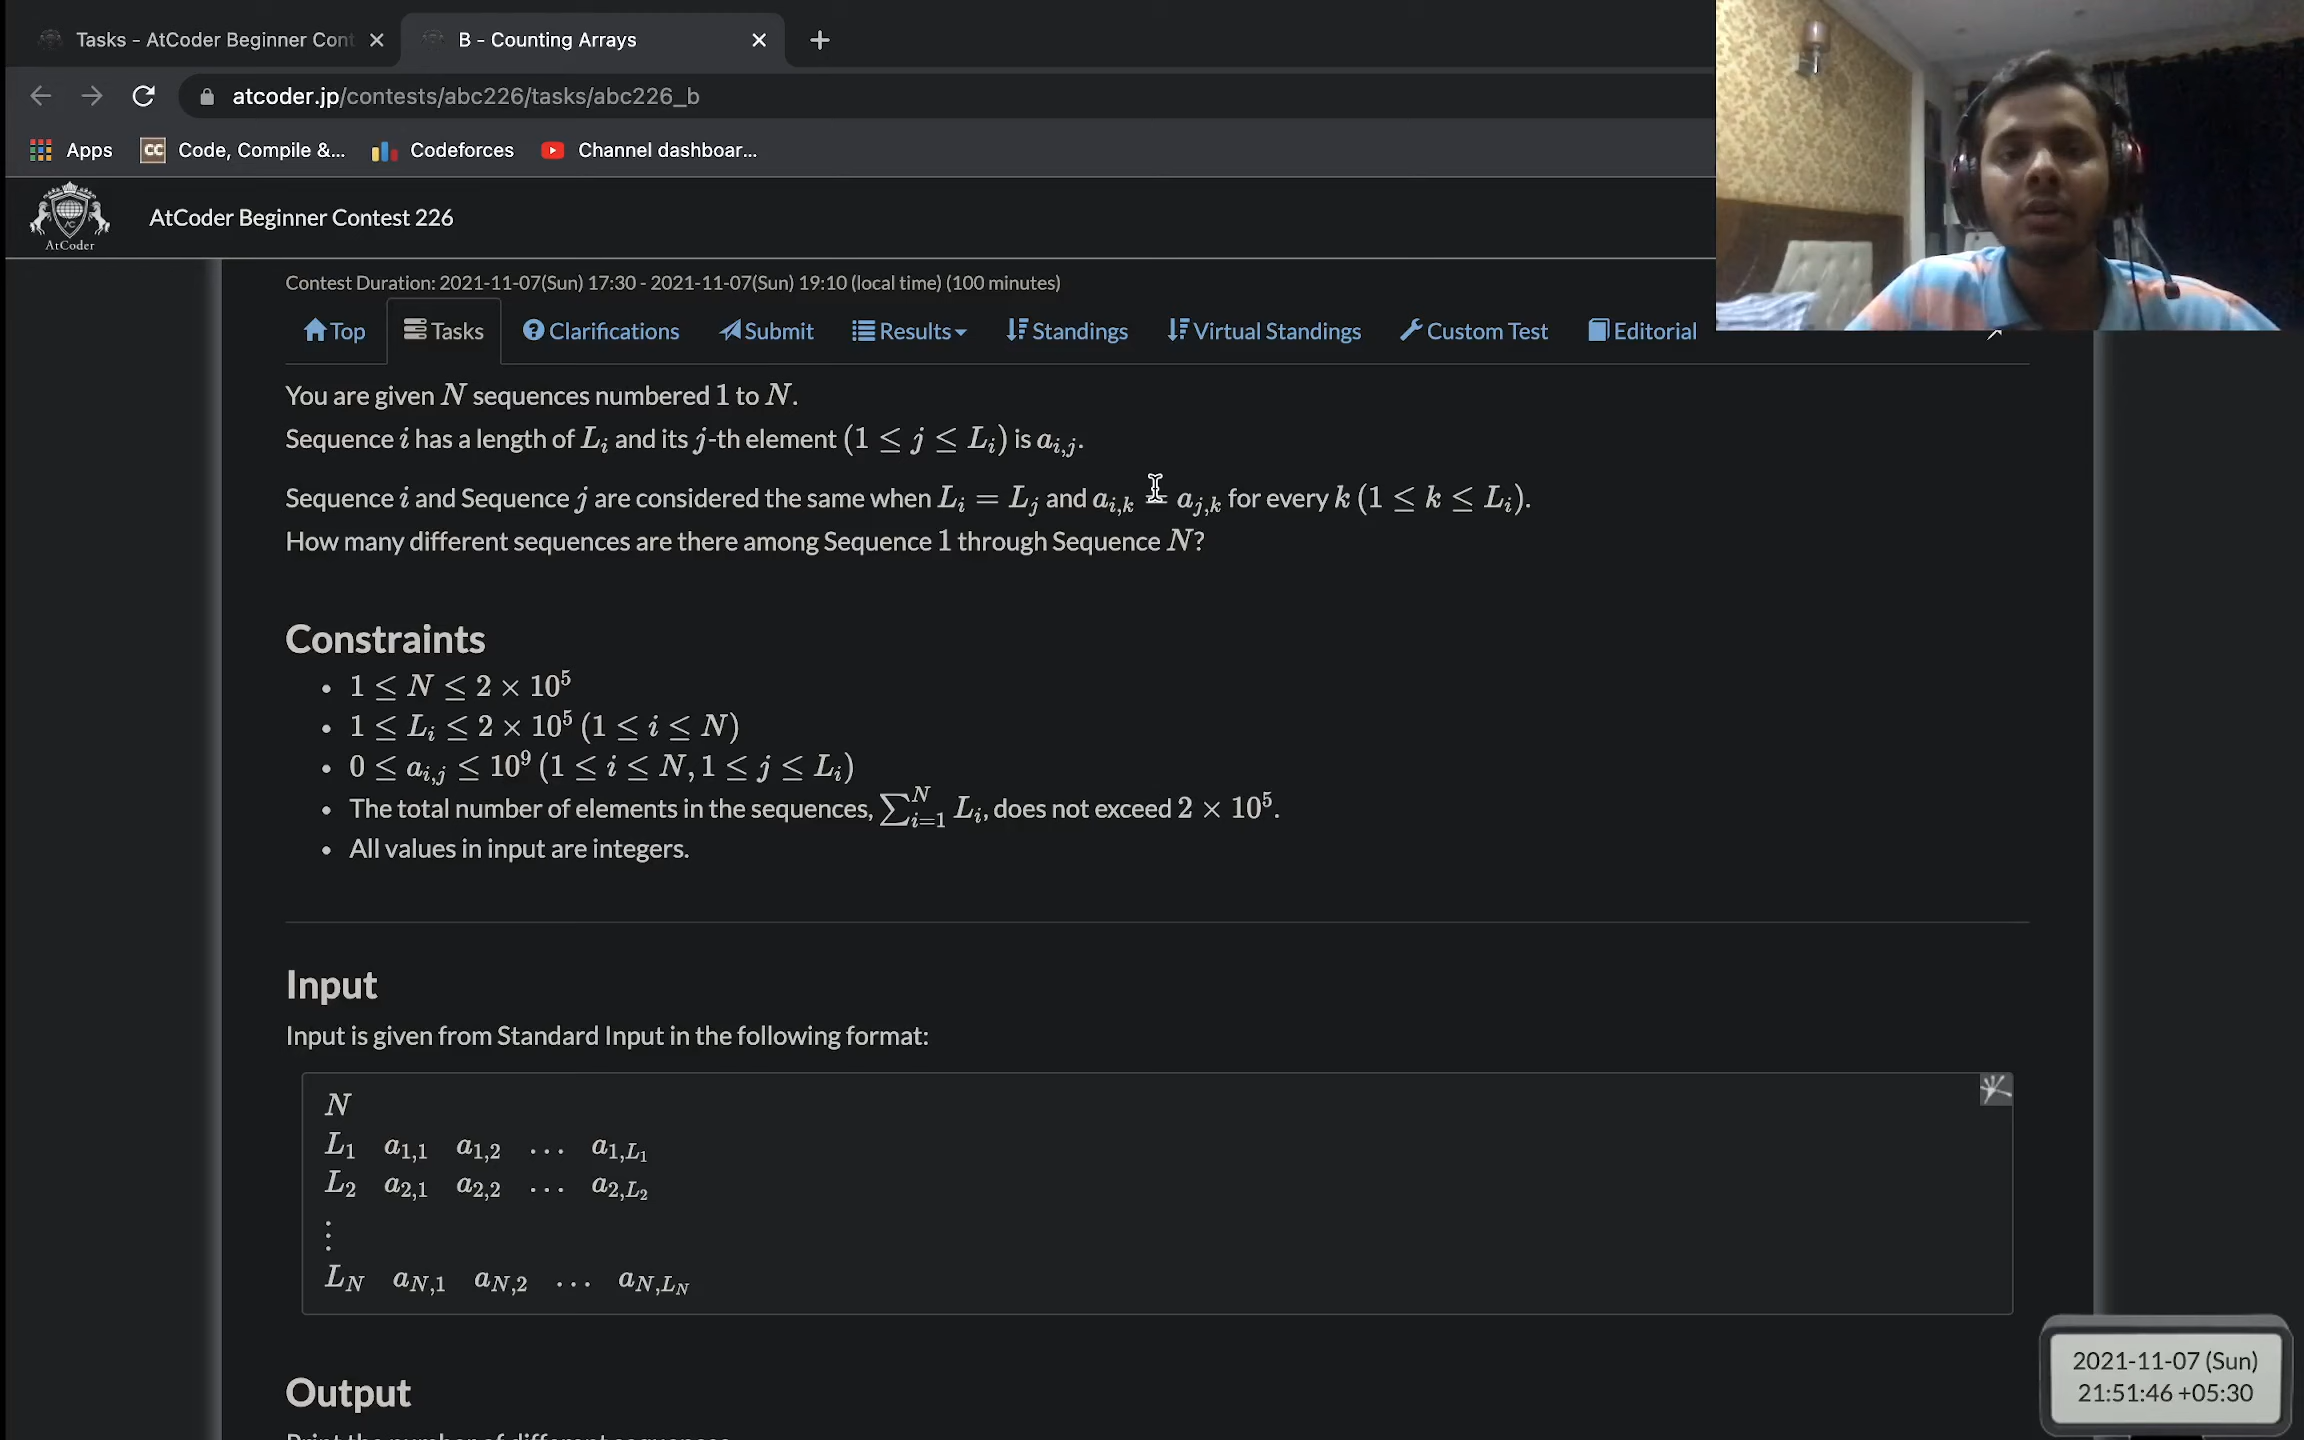 Tasks - AtCoder Beginner Cont
B - Counting Arrays
atcoder.jp/contests/abc226/tasks/abc226_b
Apps
CC Code, Compile &...
Codeforces
Channel dashboar...
AtCoder
AtCoder Beginner Contest 226
Contest Duration: 2021-11-07(Sun) 17:30 - 2021-11-07(Sun) 19:10 (local time) (100 minutes)
Top Tasks Clarifications Submit Results Standings Virtual Standings Custom Test Editorial
You are given N sequences numbered 1 to N.
Sequence i has a length of L_i and its j-th element (1 ≤ j ≤ L_i) is a_{i,j}.
Sequence i and Sequence j are considered the same when L_i = L_j and a_{i,k} = a_{j,k} for every k (1 ≤ k ≤ L_i).
How many different sequences are there among Sequence 1 through Sequence N?
Constraints
• 1 ≤ N ≤ 2 × 10^5
• 1 ≤ L_i ≤ 2 × 10^5 (1 ≤ i ≤ N)
• 0 ≤ a_{i,j} ≤ 10^9 (1 ≤ i ≤ N, 1 ≤ j ≤ L_i)
• The total number of elements in the sequences, ∑_{i=1}^{N} L_i, does not exceed 2 × 10^5.
• All values in input are integers.
Input
Input is given from Standard Input in the following format:
N
L_1 a_{1,1} a_{1,2} … a_{1,L_1}
L_2 a_{2,1} a_{2,2} … a_{2,L_2}
⋮
L_N a_{N,1} a_{N,2} … a_{N,L_N}
Output
Print the number of different sequences.
2021-11-07 (Sun)
21:51:46 +05:30